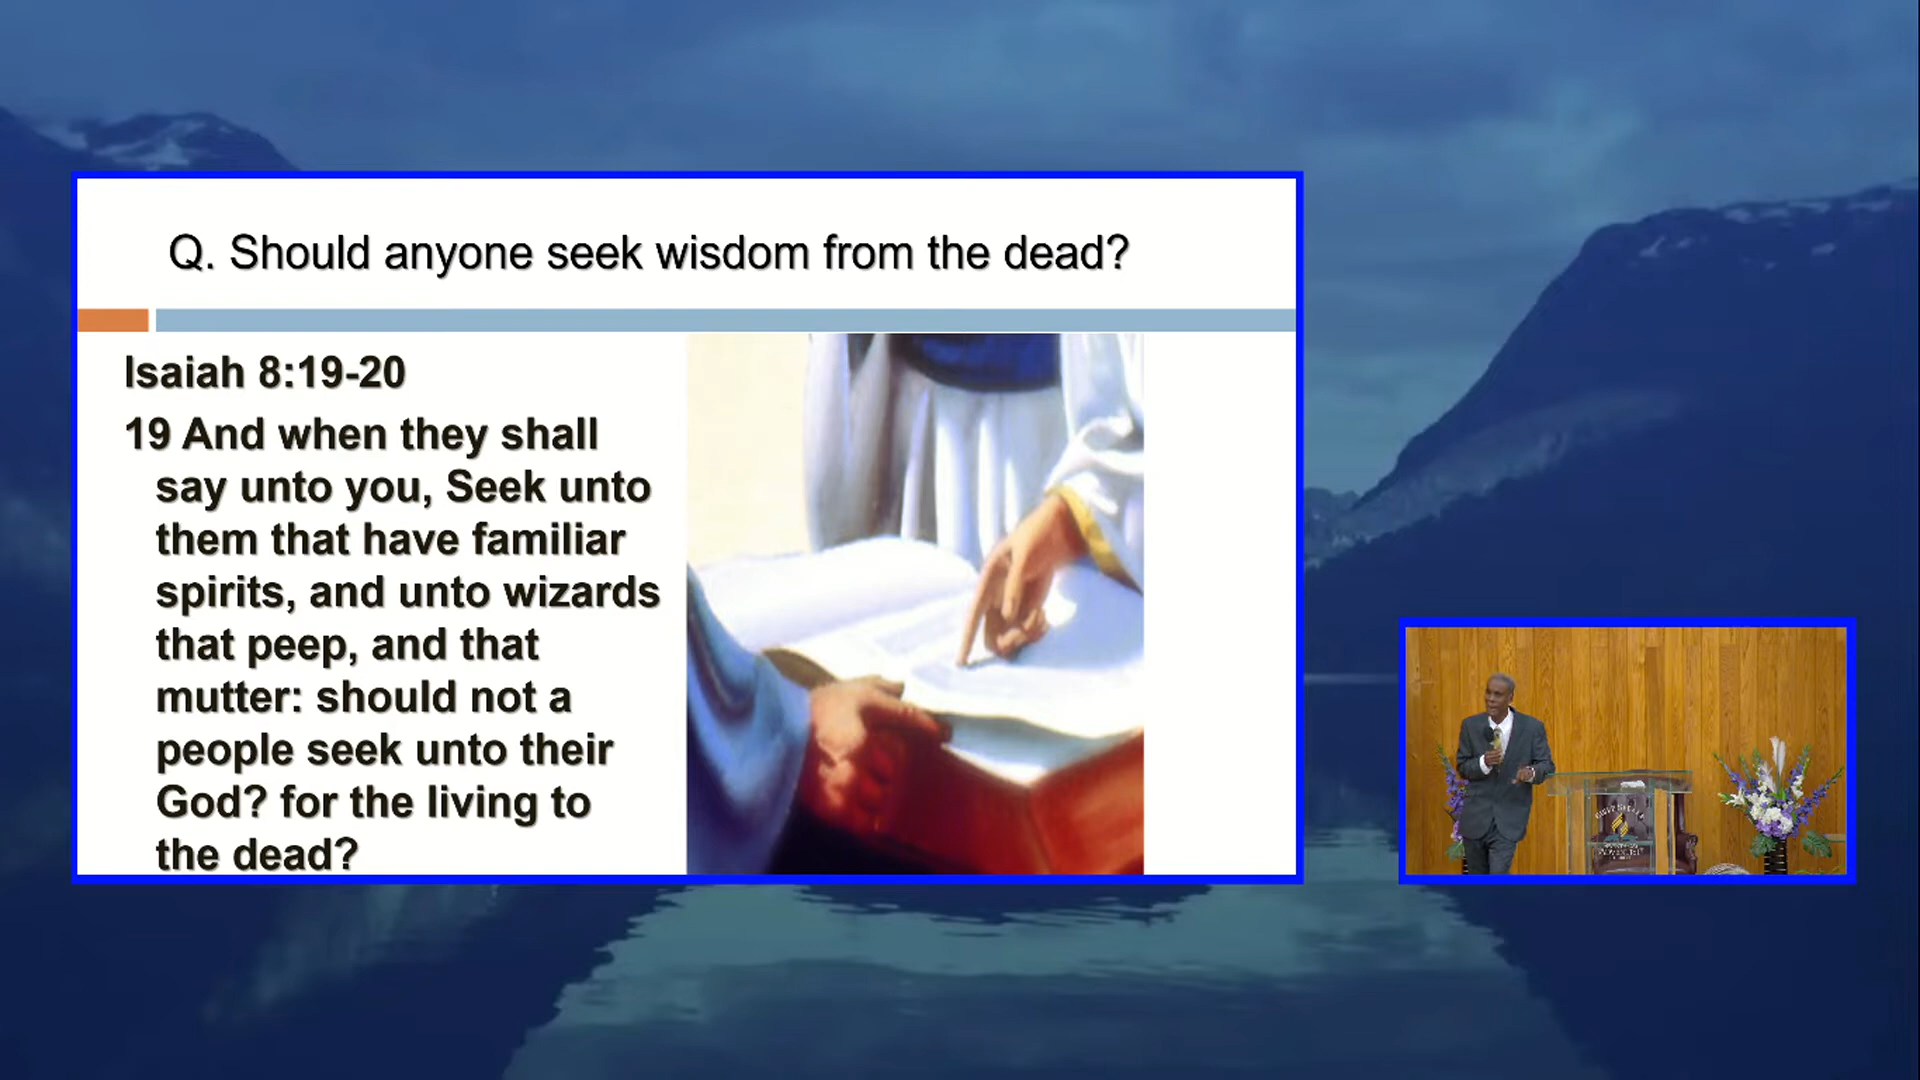 Q. Should anyone seek wisdom from the dead?
Isaiah 8:19-20
19 And when they shall
say unto you, Seek unto
them that have familiar
spirits, and unto wizards
that peep, and that
mutter: should not a
people seek unto their
God? for the living to
the dead?